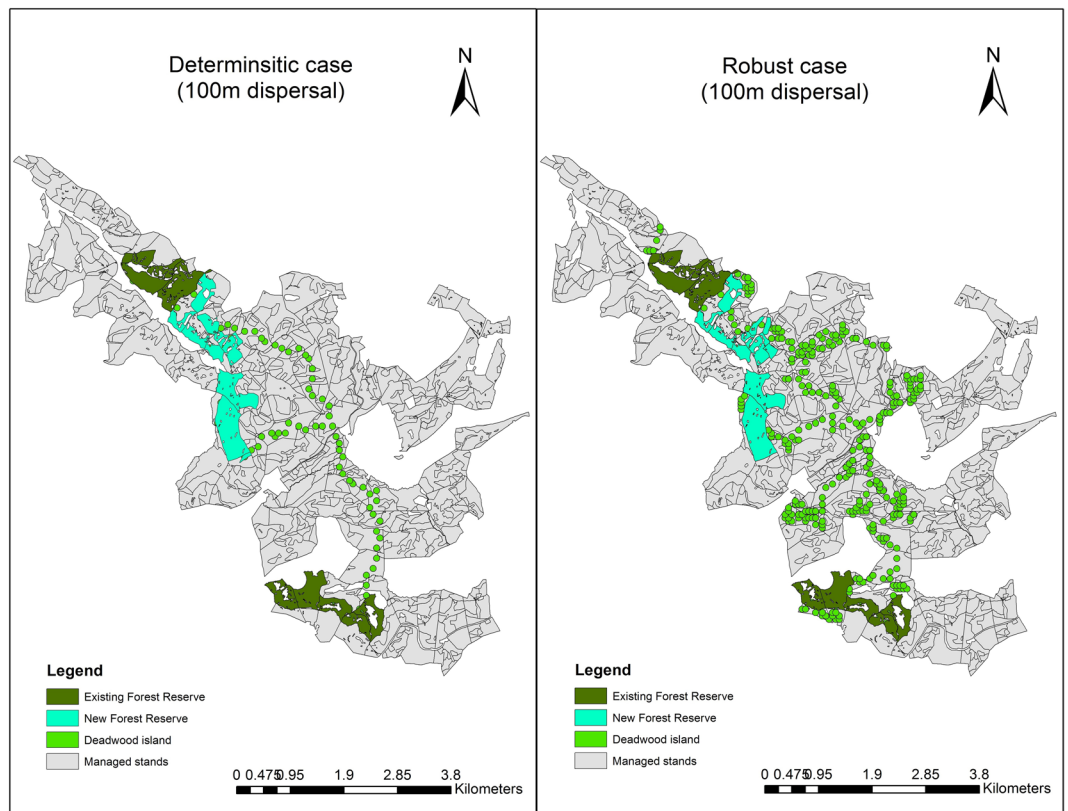 Determinsitic case
(100m dispersal)
N
Legend
Existing Forest Reserve
New Forest Reserve
Deadwood island
Managed stands
0 0.475 0.95 1.9 2.85 3.8
Kilometers
Robust case
(100m dispersal)
N
Legend
Existing Forest Reserve
New Forest Reserve
Deadwood island
Managed stands
0 0.475 0.95 1.9 2.85 3.8
Kilometers